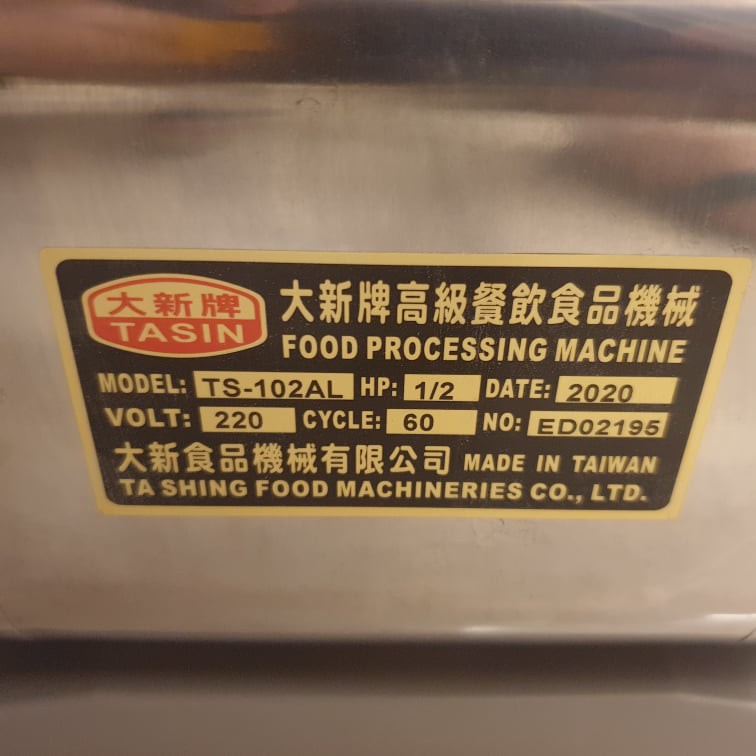 大新牌
TASIN
大新牌高級餐飲食品機械
FOOD PROCESSING MACHINE
MODEL: TS-102AL HP: 1/2 DATE: 2020
VOLT: 220 CYCLE: 60 NO: ED02195
大新食品機械有限公司 MADE IN TAIWAN
TA SHING FOOD MACHINERIES CO., LTD.